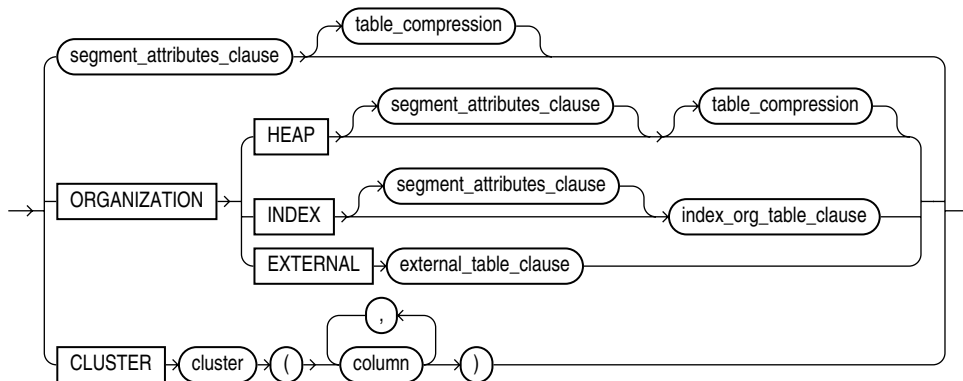 table_compression
segment_attributes_clause
segment_attributes_clause table_compression
HEAP
segment_attributes_clause
ORGANIZATION INDEX index_org_table_clause
EXTERNAL external_table_clause
,
CLUSTER cluster ( column )